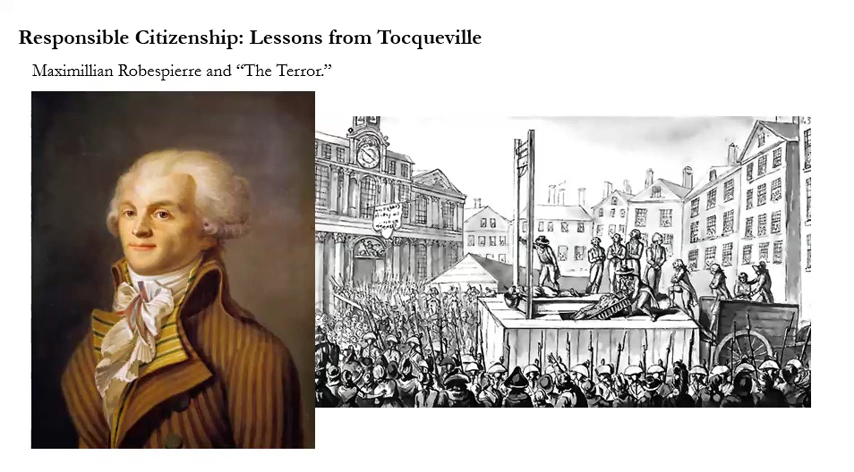 Responsible Citizenship: Lessons from Tocqueville
Maximillian Robespierre and “The Terror.”